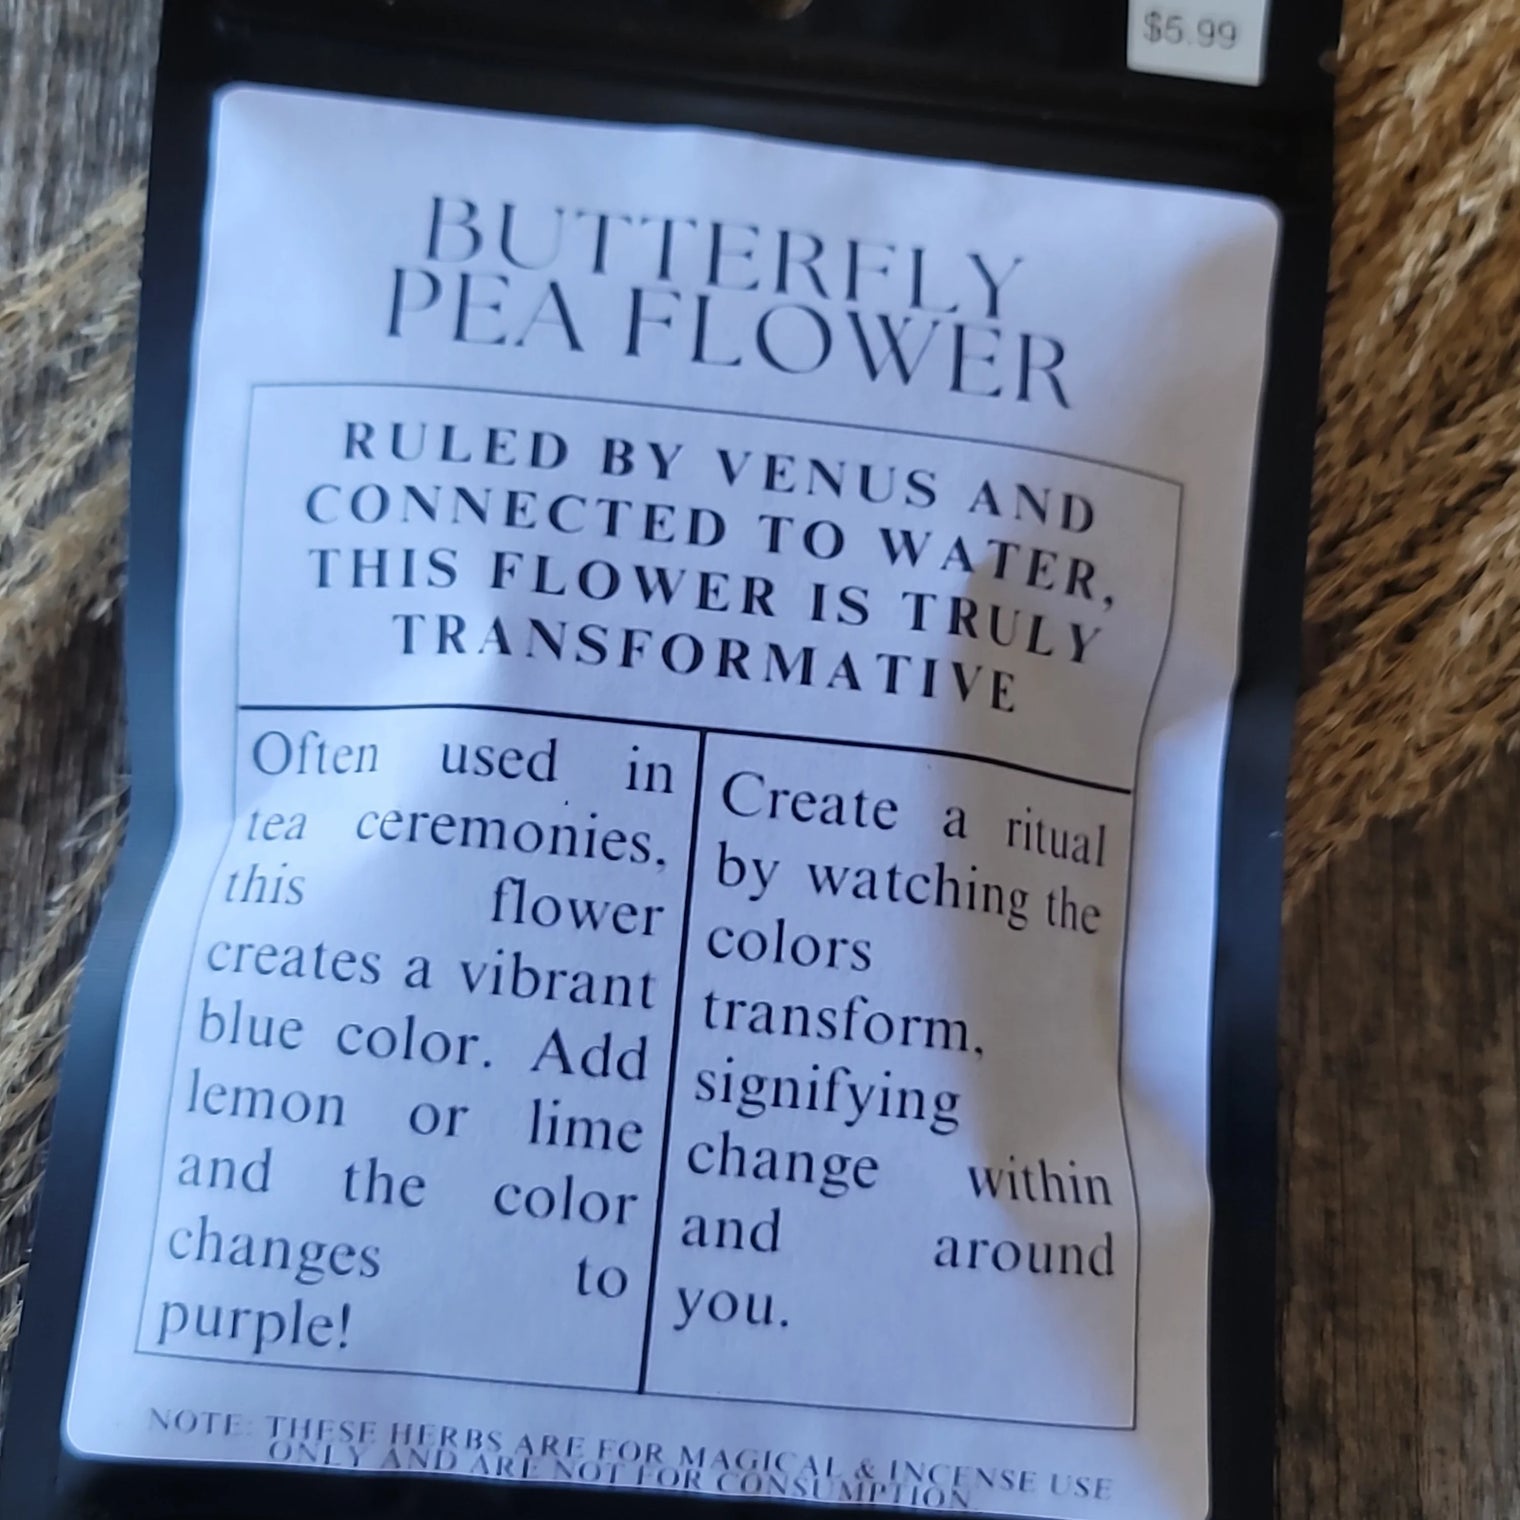 $5.99
BUTTERFLY
PEA FLOWER
RULED BY VENUS AND
CONNECTED TO WATER,
THIS FLOWER IS TRULY
TRANSFORMATIVE
Often used in
tea ceremonies,
this flower
creates a vibrant
blue color. Add
lemon or lime
and the color
changes to
purple!
Create a ritual
by watching the
colors
transform,
signifying
change within
and around
you.
NOTE: THESE HERBS ARE FOR MAGICAL & INCENSE USE
ONLY AND ARE NOT FOR CONSUMPTION